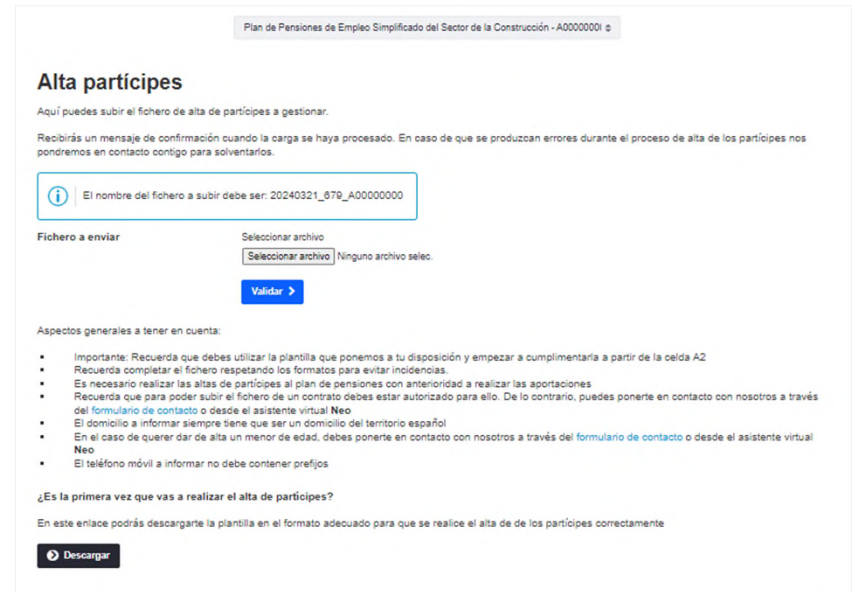 Plan de Pensiones de Empleo Simplificado del Sector de la Construcción - A0000000I
Alta partícipes
Aquí puedes subir el fichero de alta de partícipes a gestionar.
Recibirás un mensaje de confirmación cuando la carga se haya procesado. En caso de que se produzcan errores durante el proceso de alta de los partícipes nos
pondremos en contacto contigo para solventarlos.
El nombre del fichero a subir debe ser: 20240321_679_A00000000
Fichero a enviar
Seleccionar archivo
Seleccionar archivo Ninguno archivo selec.
Validar
Aspectos generales a tener en cuenta:
Importante: Recuerda que debes utilizar la plantilla que ponemos a tu disposición y empezar a cumplimentarla a partir de la celda A2
Recuerda completar el fichero respetando los formatos para evitar incidencias.
Es necesario realizar las altas de partícipes al plan de pensiones con anterioridad a realizar las aportaciones
Recuerda que para poder subir el fichero de un contrato debes estar autorizado para ello. De lo contrario, puedes ponerte en contacto con nosotros a través
del formulario de contacto o desde el asistente virtual Neo
El domicilio a informar siempre tiene que ser un domicilio del territorio español
En el caso de querer dar de alta un menor de edad, debes ponerte en contacto con nosotros a través del formulario de contacto o desde el asistente virtual
Neo
El teléfono móvil a informar no debe contener prefijos
¿Es la primera vez que vas a realizar el alta de partícipes?
En este enlace podrás descargarte la plantilla en el formato adecuado para que se realice el alta de de los partícipes correctamente
Descargar